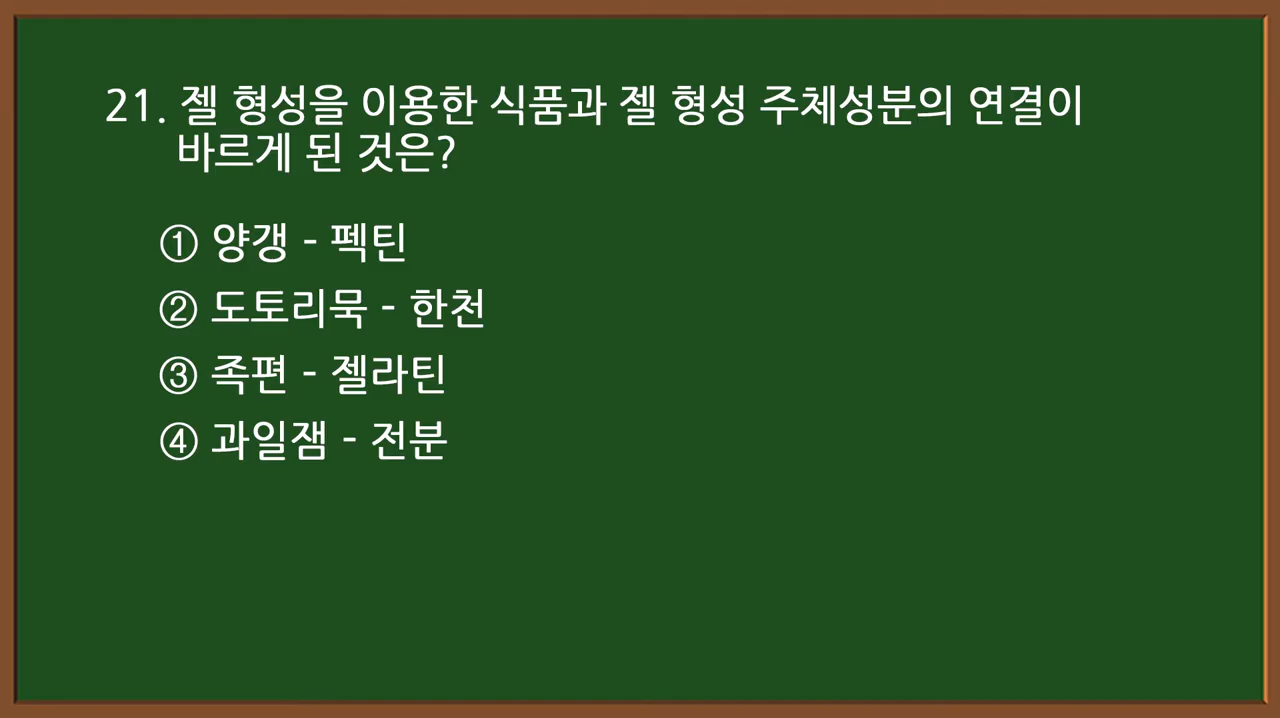 21. 젤 형성을 이용한 식품과 젤 형성 주체성분의 연결이
바르게 된 것은?
① 양갱 - 펙틴
② 도토리묵 - 한천
③ 족편 - 젤라틴
④ 과일잼 - 전분